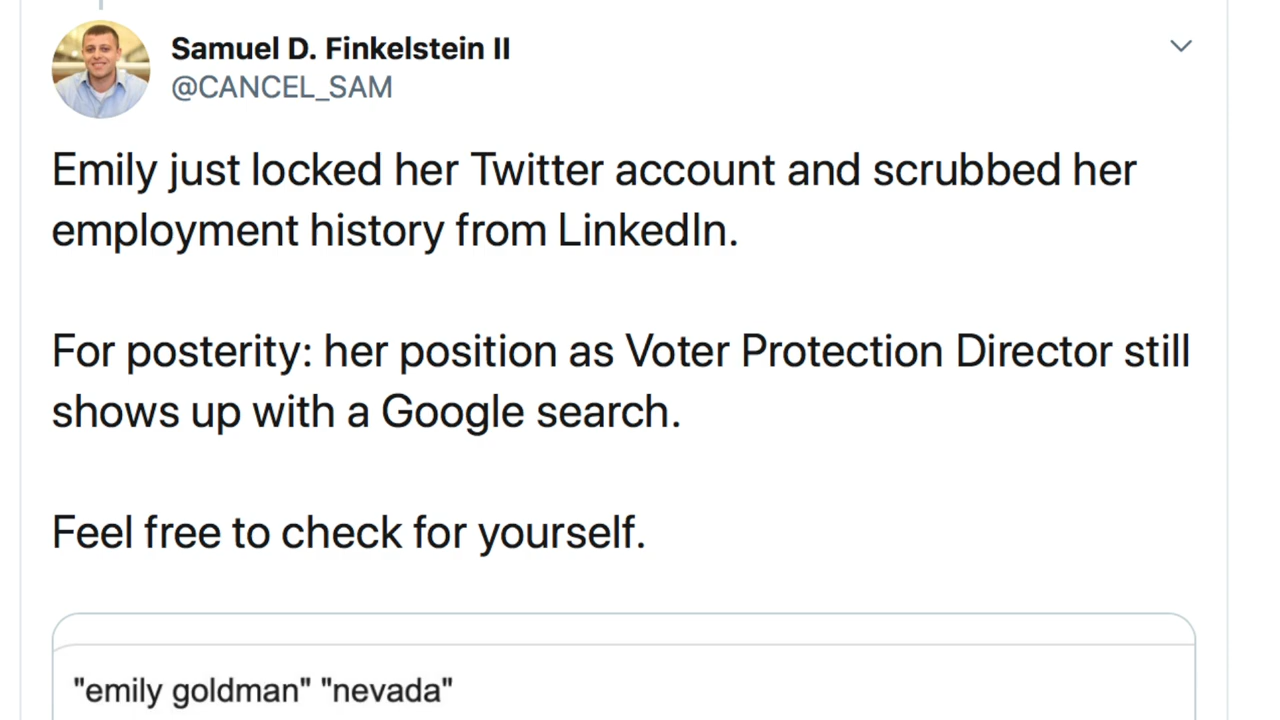 Samuel D. Finkelstein II
@CANCEL_SAM
Emily just locked her Twitter account and scrubbed her
employment history from LinkedIn.
For posterity: her position as Voter Protection Director still
shows up with a Google search.
Feel free to check for yourself.
"emily goldman" "nevada"